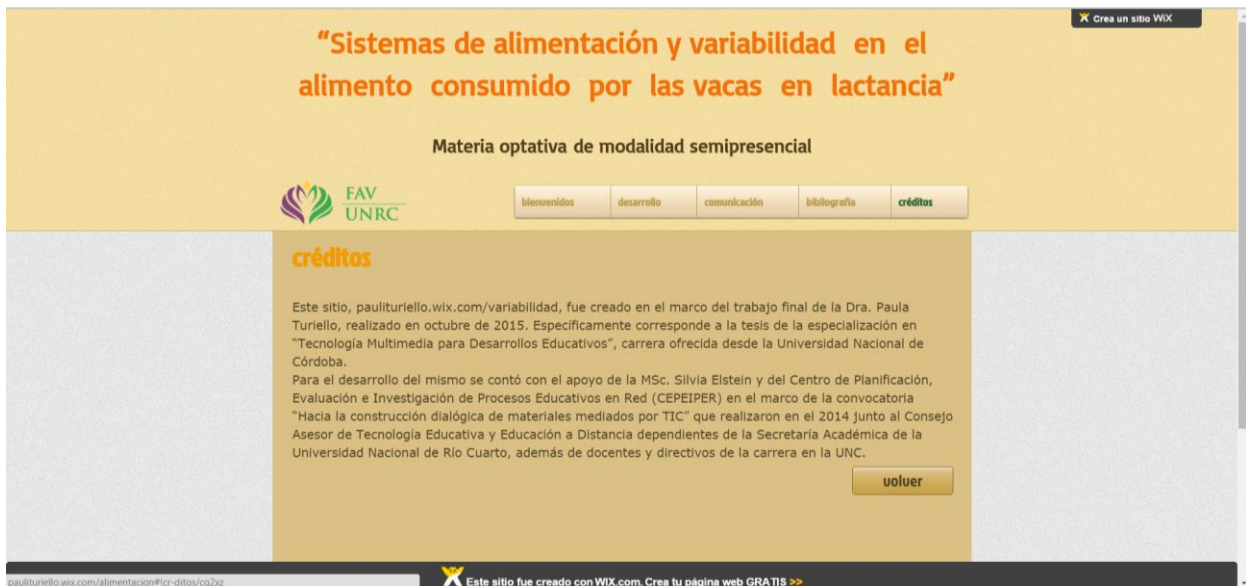 Crea un sitio WiX
“Sistemas de alimentación y variabilidad en el
alimento consumido por las vacas en lactancia”
Materia optativa de modalidad semipresencial
FAV
UNRC
bienvenidos desarrollo comunicación bibliografía créditos
créditos
Este sitio, paulituriello.wix.com/variabilidad, fue creado en el marco del trabajo final de la Dra. Paula
Turiello, realizado en octubre de 2015. Específicamente corresponde a la tesis de la especialización en
"Tecnología Multimedia para Desarrollos Educativos", carrera ofrecida desde la Universidad Nacional de
Córdoba.
Para el desarrollo del mismo se contó con el apoyo de la MSc. Silvia Elstein y del Centro de Planificación,
Evaluación e Investigación de Procesos Educativos en Red (CEPEIPER) en el marco de la convocatoria
"Hacia la construcción dialógica de materiales mediados por TIC" que realizaron en el 2014 junto al Consejo
Asesor de Tecnología Educativa y Educación a Distancia dependientes de la Secretaría Académica de la
Universidad Nacional de Río Cuarto, además de docentes y directivos de la carrera en la UNC.
volver
paulituriello.wix.com/alimentacion#!cr-ditos/cg2xz
Este sitio fue creado con WIX.com. Crea tu página web GRATIS >>